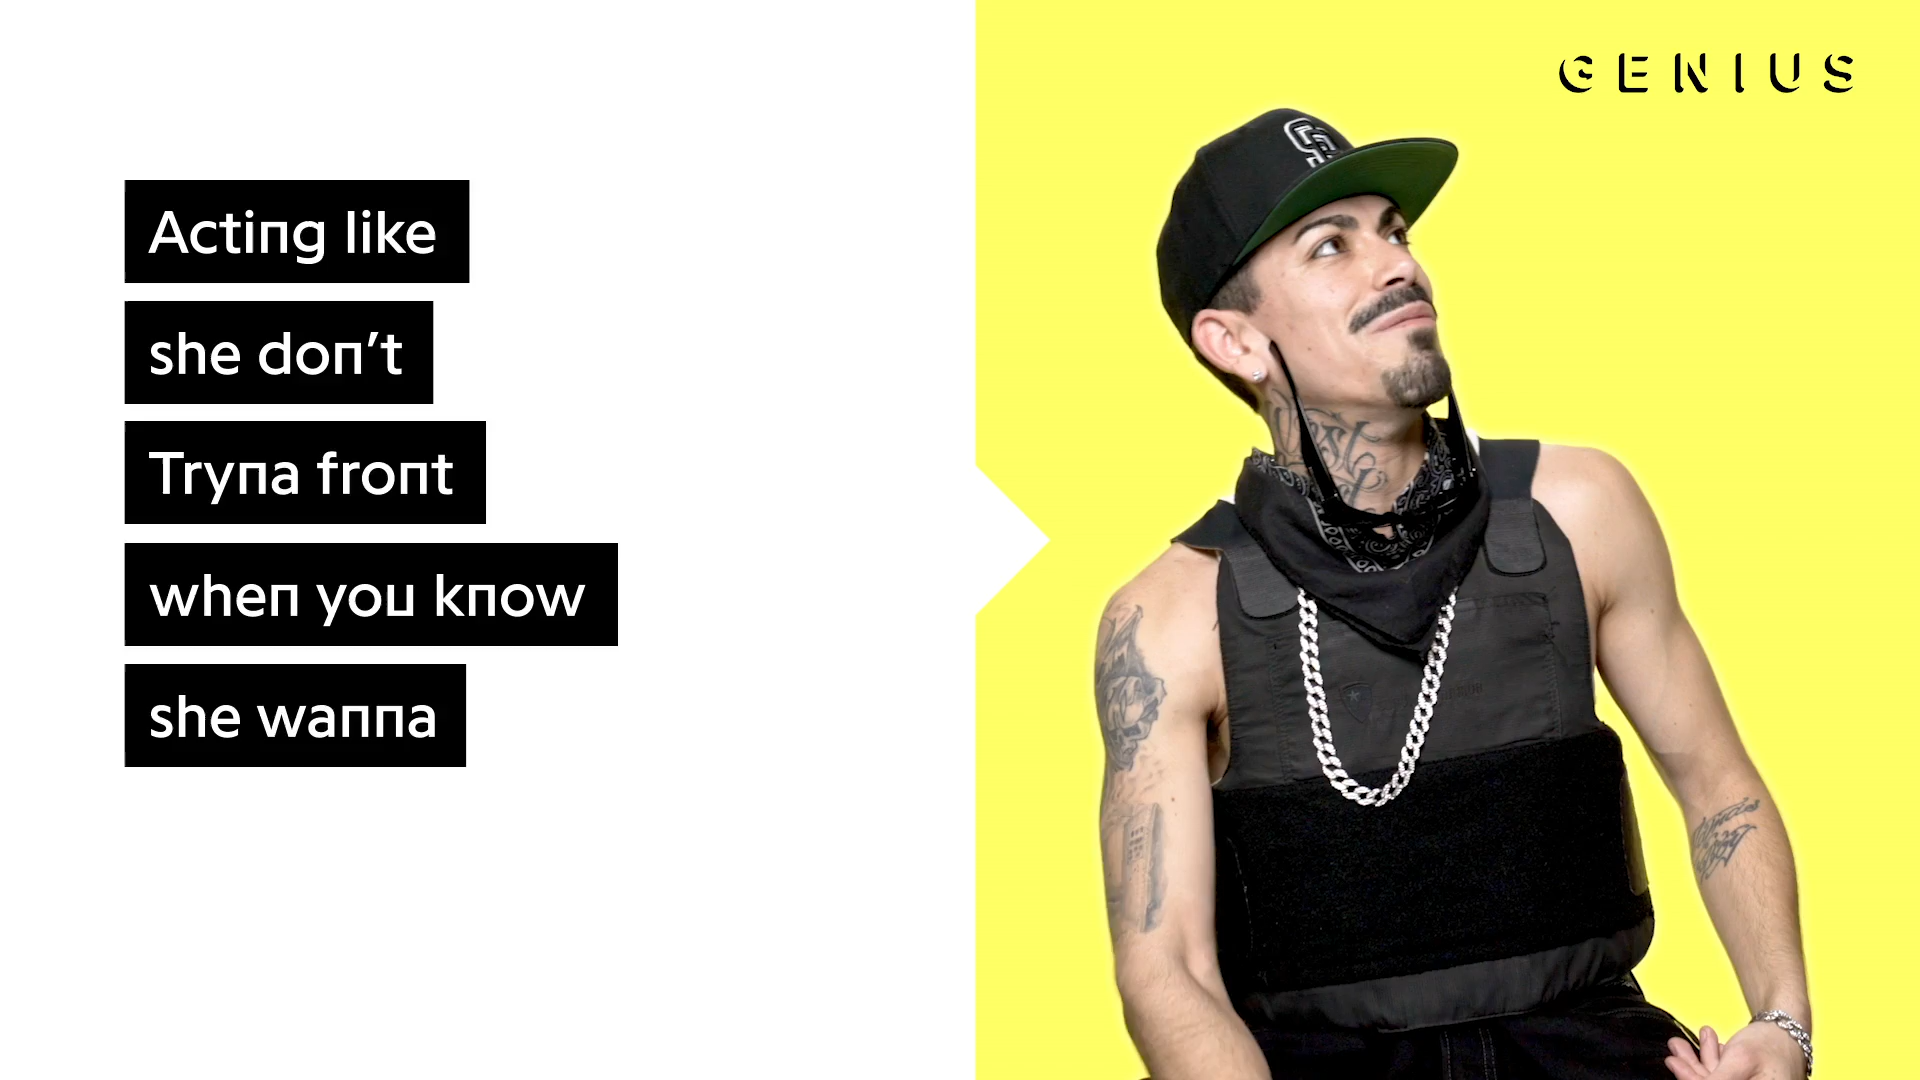 GENIUS
Acting like
she don’t
Tryna front
when you know
she wanna